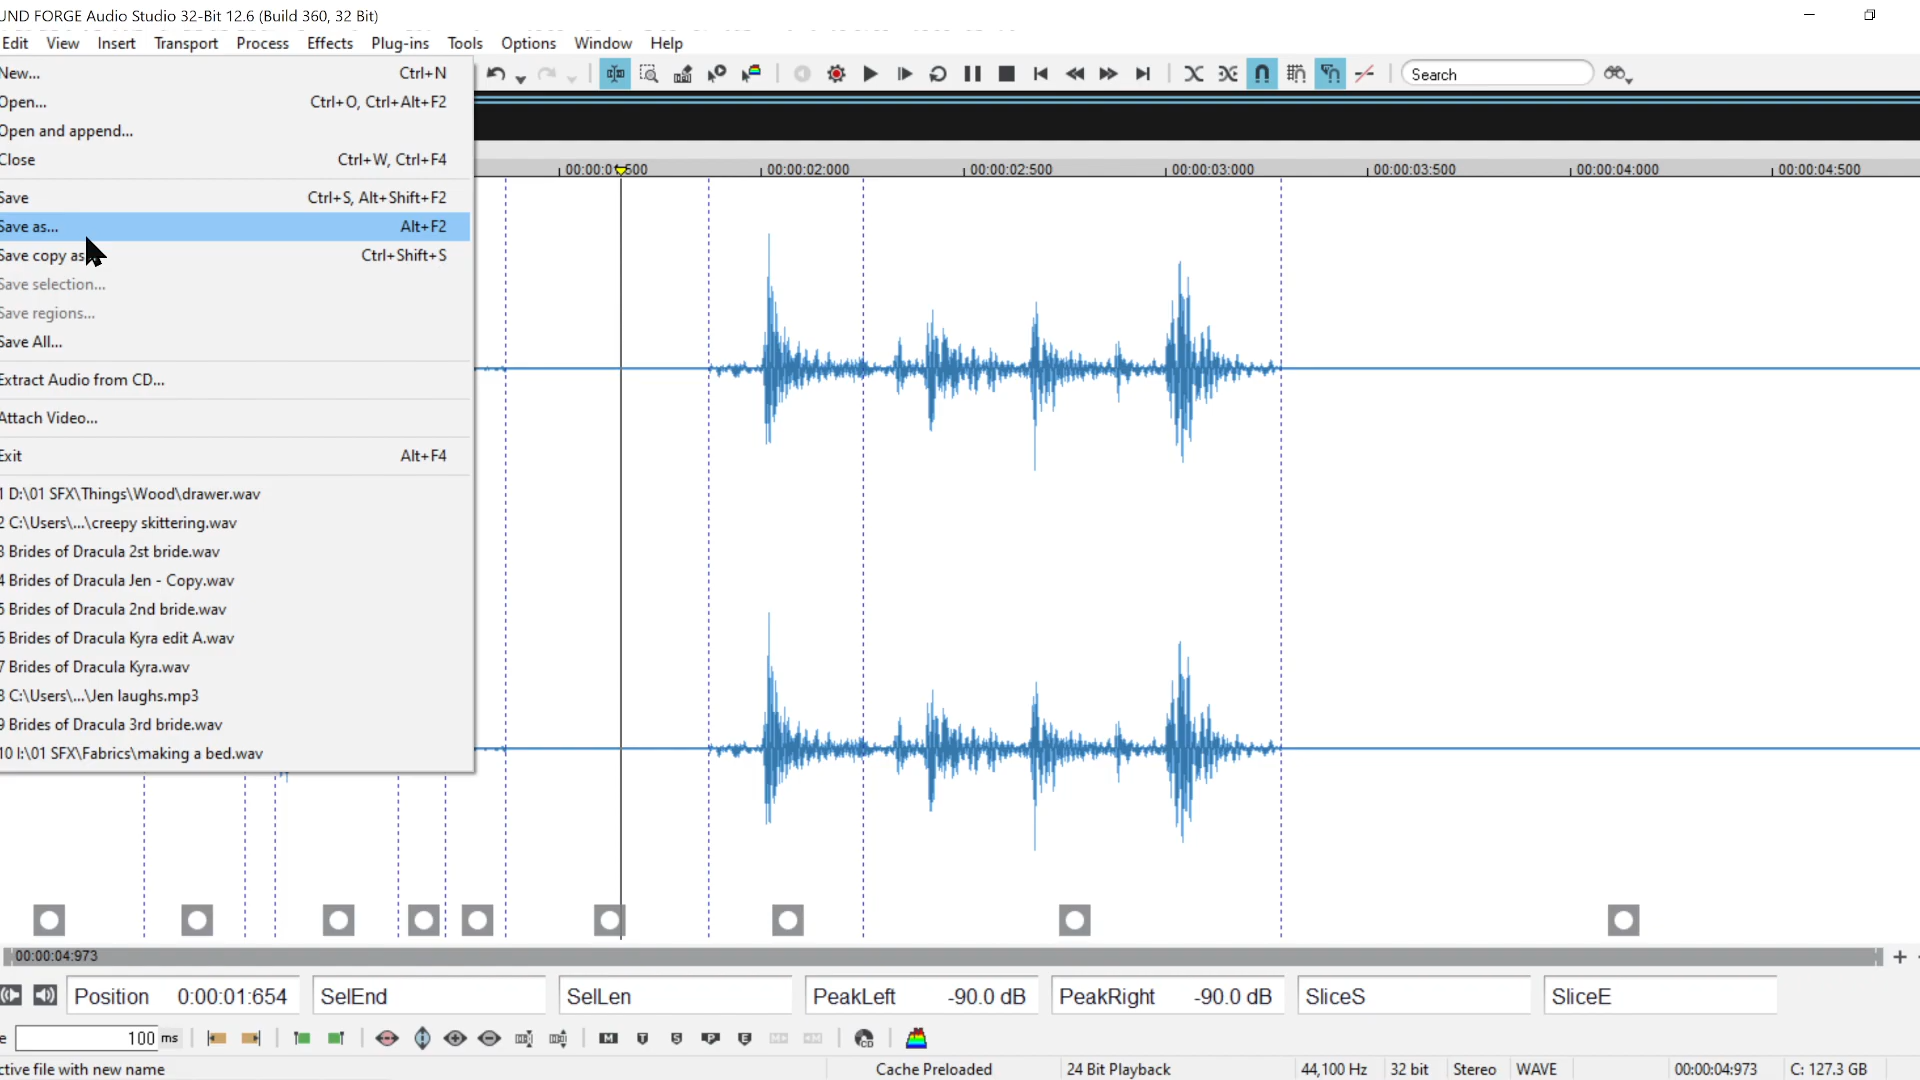 UND FORGE Audio Studio 32-Bit 12.6 (Build 360, 32 Bit)
Edit View Insert Transport Process Effects Plug-ins Tools Options Window Help
New... Ctrl+N
Search
Open... Ctrl+O, Ctrl+Alt+F2
Open and append...
Close Ctrl+W, Ctrl+F4
00:00:01:500 00:00:02:000 00:00:02:500 00:00:03:000 00:00:03:500 00:00:04:000 00:00:04:500
Save Ctrl+S, Alt+Shift+F2
Save as... Alt+F2
Save copy as Ctrl+Shift+S
Save selection...
Save regions...
Save All...
Extract Audio from CD...
Attach Video...
Exit Alt+F4
1 D:\01 SFX\Things\Wood\drawer.wav
2 C:\Users\...\creepy skittering.wav
3 Brides of Dracula 2st bride.wav
4 Brides of Dracula Jen - Copy.wav
5 Brides of Dracula 2nd bride.wav
6 Brides of Dracula Kyra edit A.wav
7 Brides of Dracula Kyra.wav
8 C:\Users\...\Jen laughs.mp3
9 Brides of Dracula 3rd bride.wav
10 I:\01 SFX\Fabrics\making a bed.wav
00:00:04:973
Position 0:00:01:654 SelEnd SelLen PeakLeft -90.0 dB PeakRight -90.0 dB SliceS SliceE
e 100 ms M T S P E CD
ctive file with new name Cache Preloaded 24 Bit Playback 44,100 Hz 32 bit Stereo WAVE 00:00:04:973 C: 127.3 GB